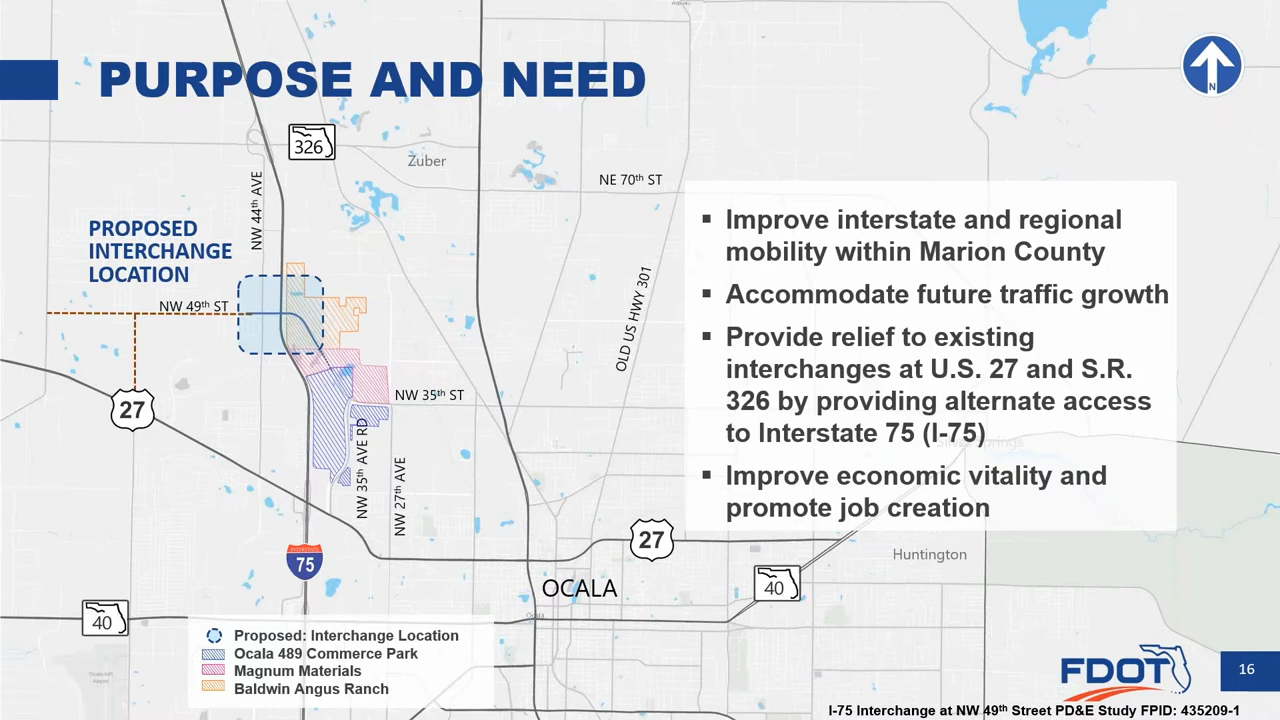 PURPOSE AND NEED
N
326
Zuber
NE 70th ST
NW 44th AVE
PROPOSED
INTERCHANGE
LOCATION
NW 49th ST
OLD US HWY 301
▪ Improve interstate and regional
mobility within Marion County
▪ Accommodate future traffic growth
▪ Provide relief to existing
interchanges at U.S. 27 and S.R.
326 by providing alternate access
to Interstate 75 (I-75)
▪ Improve economic vitality and
promote job creation
27
NW 35th ST
NW 35th AVE RD
NW 27th AVE
27
INTERSTATE
75
Huntington
OCALA
40
40
Ocala
Proposed: Interchange Location
Ocala 489 Commerce Park
Magnum Materials
Baldwin Angus Ranch
FDOT
16
I-75 Interchange at NW 49th Street PD&E Study FPID: 435209-1